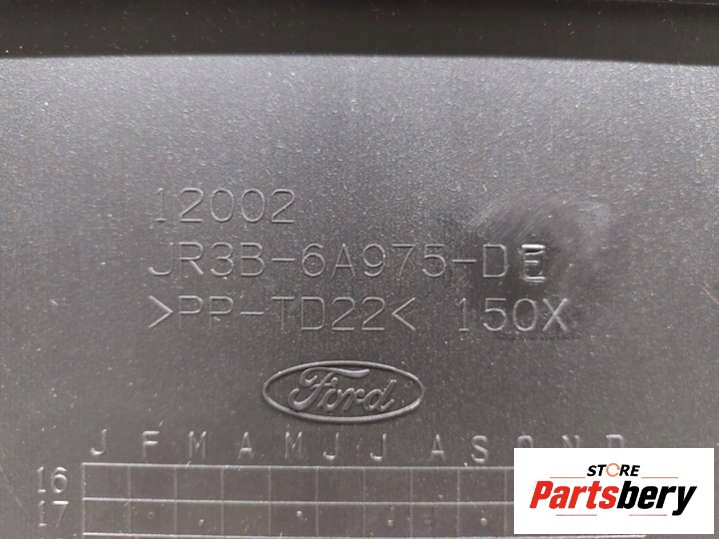 12002
JR3B-6A975-DE
>PP-TD22< 150X
Ford
J F M A M J J A S O N D
16
17
STORE
Partsbery